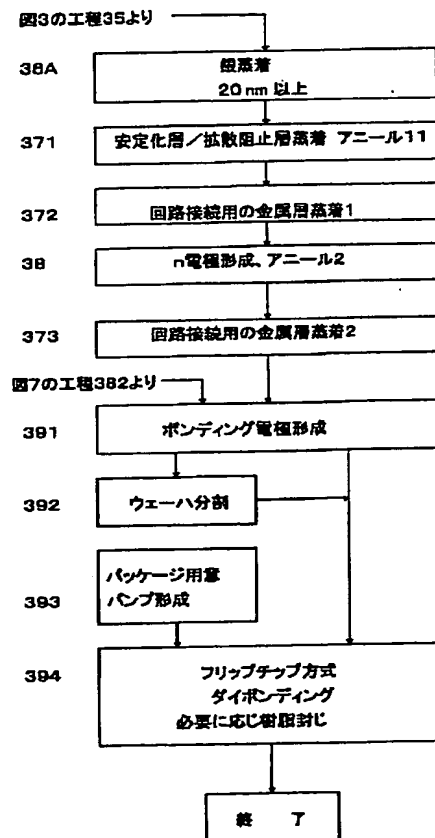 図3の工程35より
38A
銀蒸着
20 nm 以上
371
安定化層/拡散阻止層蒸着 アニール11
372
回路接続用の金属層蒸着1
38
n電極形成、アニール2
373
回路接続用の金属層蒸着2
図7の工程382より
391
ボンディング電極形成
392
ウェーハ分割
393
パッケージ用意
バンプ形成
394
フリップチップ方式
ダイボンディング
必要に応じ樹脂封じ
終 了